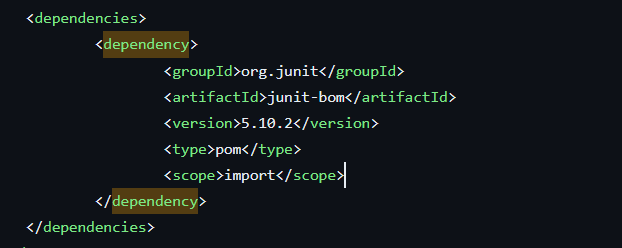 <dependencies>
<dependency>
<groupId>org.junit</groupId>
<artifactId>junit-bom</artifactId>
<version>5.10.2</version>
<type>pom</type>
<scope>import</scope>
</dependency>
</dependencies>